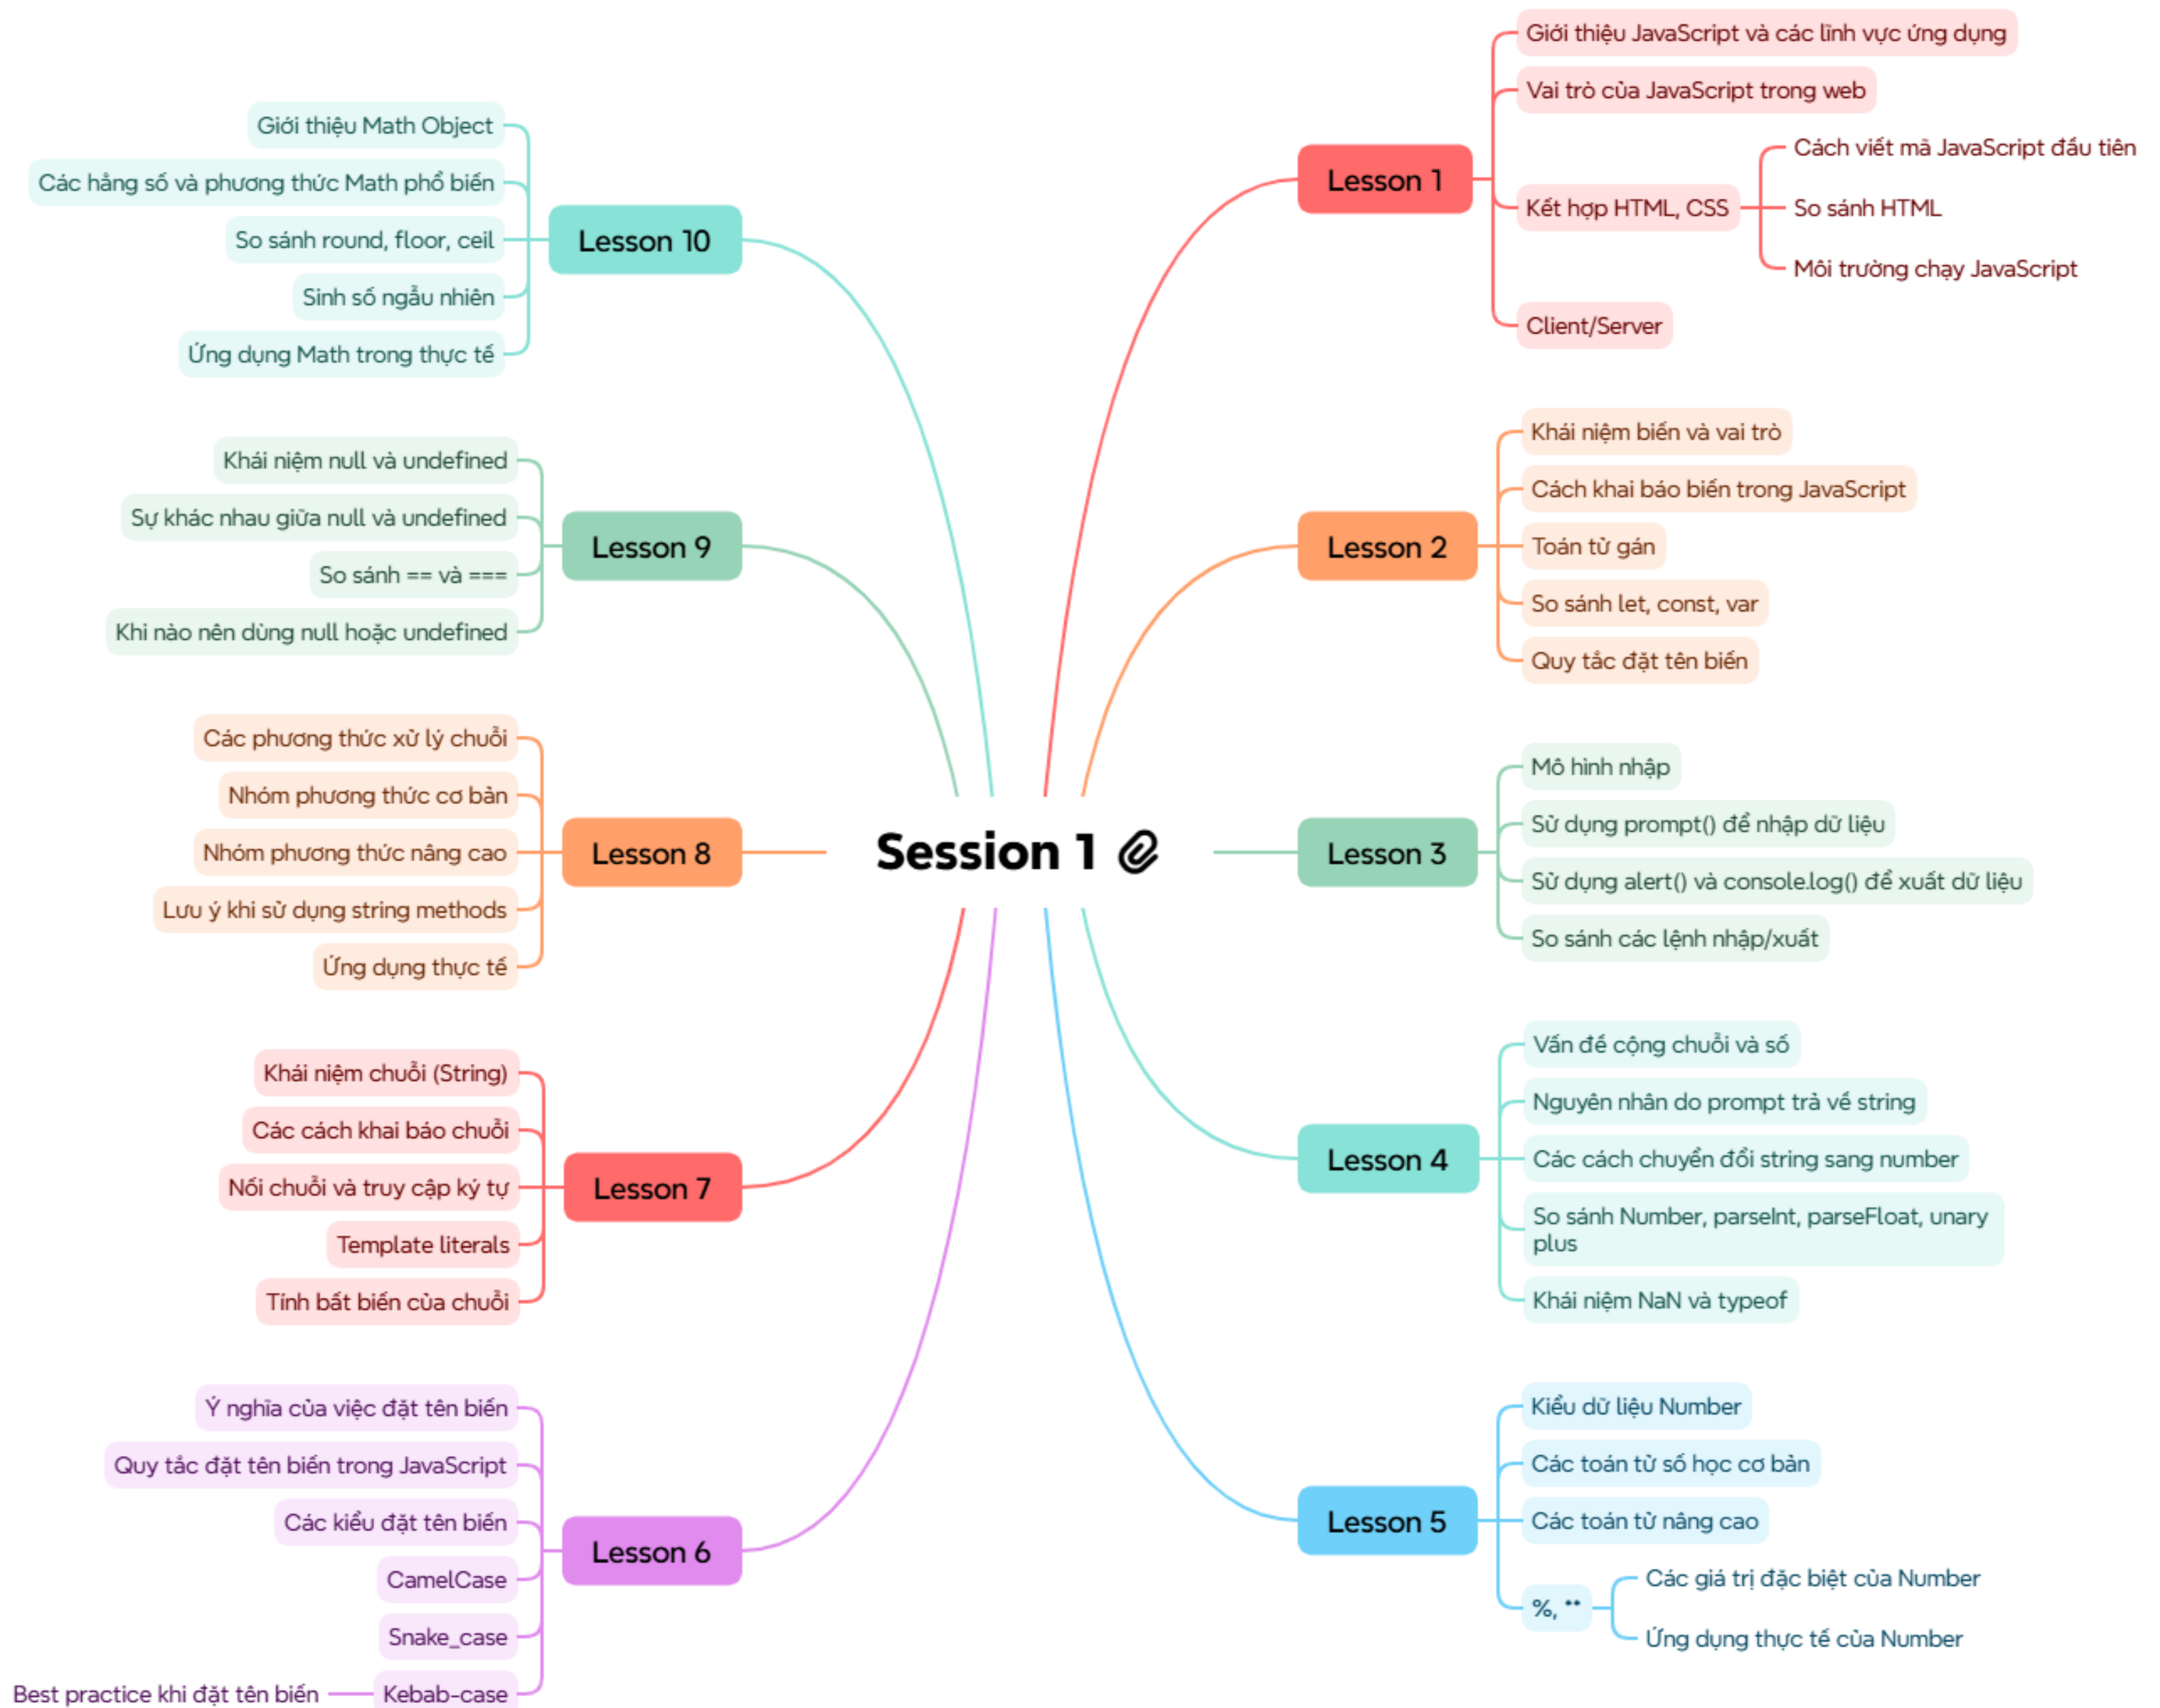 Session 1
Lesson 1
Giới thiệu JavaScript và các lĩnh vực ứng dụng
Vai trò của JavaScript trong web
Kết hợp HTML, CSS
Cách viết mã JavaScript đầu tiên
So sánh HTML
Môi trường chạy JavaScript
Client/Server
Lesson 2
Khái niệm biến và vai trò
Cách khai báo biến trong JavaScript
Toán tử gán
So sánh let, const, var
Quy tắc đặt tên biến
Lesson 3
Mô hình nhập
Sử dụng prompt() để nhập dữ liệu
Sử dụng alert() và console.log() để xuất dữ liệu
So sánh các lệnh nhập/xuất
Lesson 4
Vấn đề cộng chuỗi và số
Nguyên nhân do prompt trả về string
Các cách chuyển đổi string sang number
So sánh Number, parseInt, parseFloat, unary
plus
Khái niệm NaN và typeof
Lesson 5
Kiểu dữ liệu Number
Các toán tử số học cơ bản
Các toán tử nâng cao
%, **
Các giá trị đặc biệt của Number
Ứng dụng thực tế của Number
Lesson 6
Ý nghĩa của việc đặt tên biến
Quy tắc đặt tên biến trong JavaScript
Các kiểu đặt tên biến
CamelCase
Snake_case
Kebab-case
Best practice khi đặt tên biến
Lesson 7
Khái niệm chuỗi (String)
Các cách khai báo chuỗi
Nối chuỗi và truy cập ký tự
Template literals
Tính bất biến của chuỗi
Lesson 8
Các phương thức xử lý chuỗi
Nhóm phương thức cơ bản
Nhóm phương thức nâng cao
Lưu ý khi sử dụng string methods
Ứng dụng thực tế
Lesson 9
Khái niệm null và undefined
Sự khác nhau giữa null và undefined
So sánh == và ===
Khi nào nên dùng null hoặc undefined
Lesson 10
Giới thiệu Math Object
Các hằng số và phương thức Math phổ biến
So sánh round, floor, ceil
Sinh số ngẫu nhiên
Ứng dụng Math trong thực tế